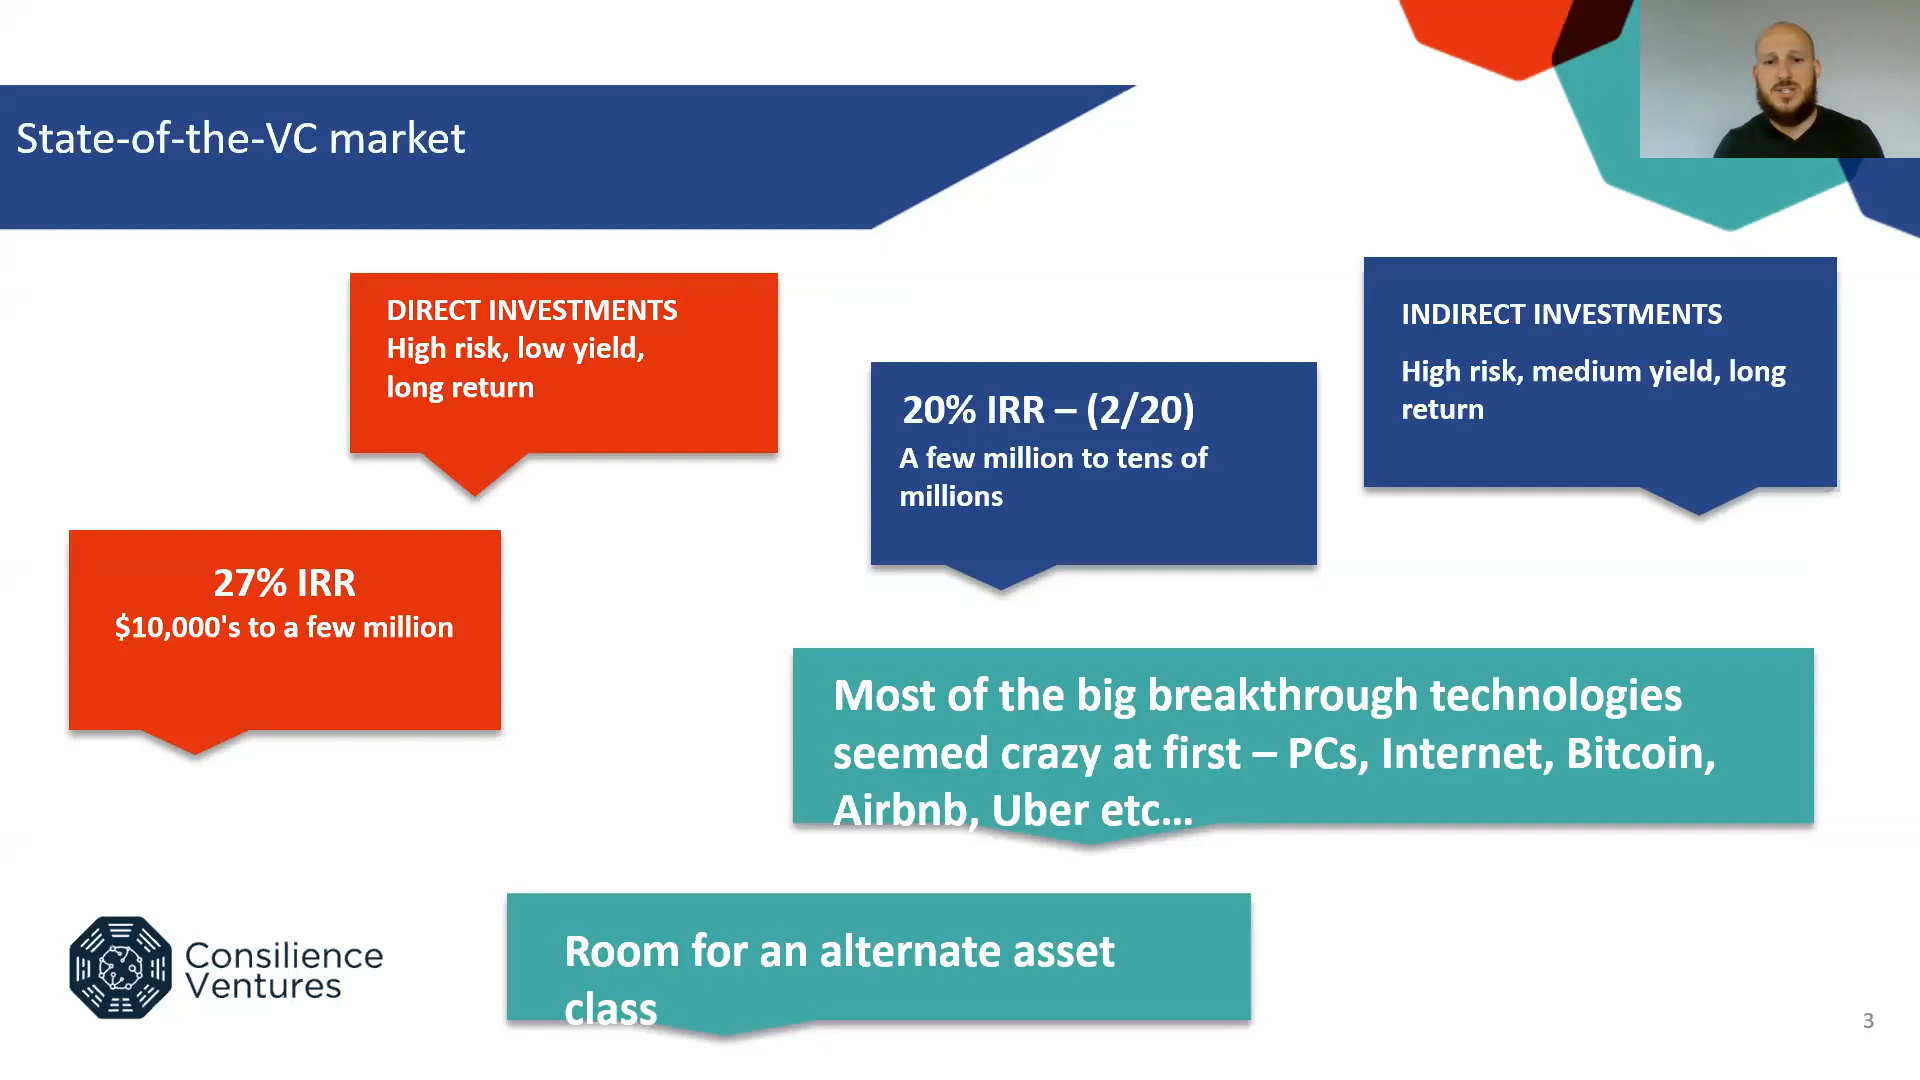 State-of-the-VC market
DIRECT INVESTMENTS
High risk, low yield,
long return
INDIRECT INVESTMENTS
High risk, medium yield, long
return
20% IRR – (2/20)
A few million to tens of
millions
27% IRR
$10,000's to a few million
Most of the big breakthrough technologies
seemed crazy at first – PCs, Internet, Bitcoin,
Airbnb, Uber etc...
Room for an alternate asset
class
Consilience
Ventures
3